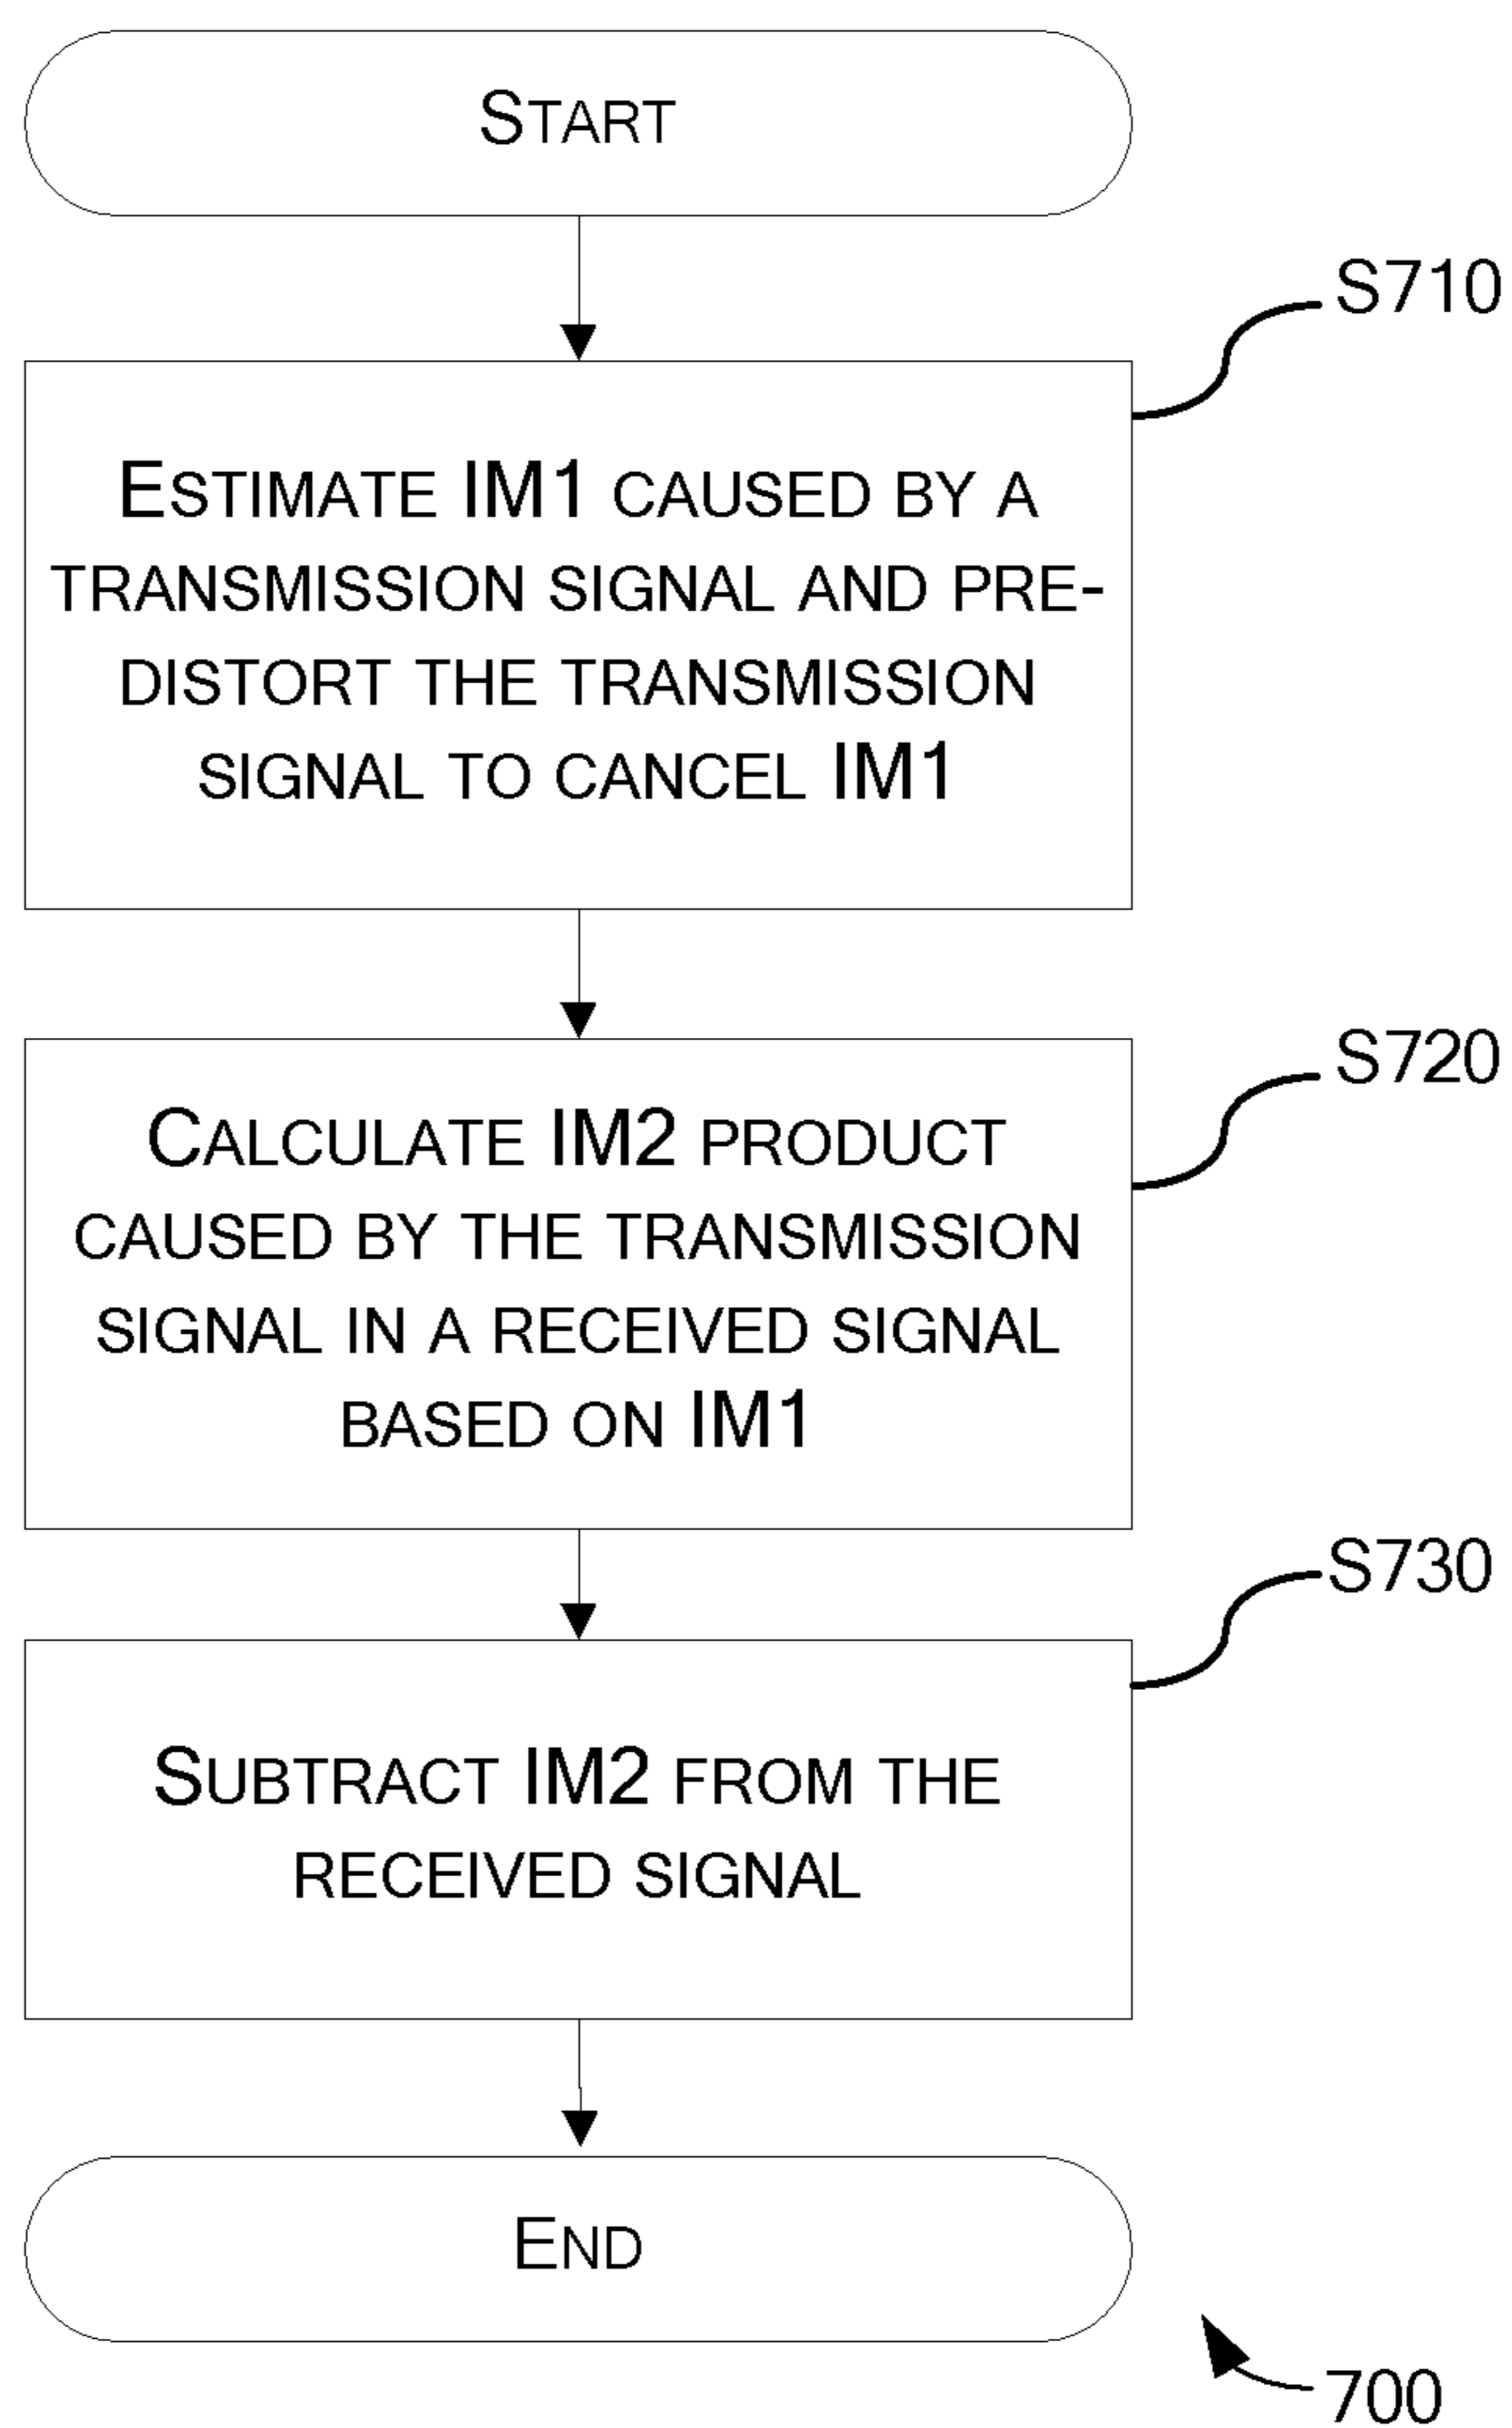 START
S710
ESTIMATE IM1 CAUSED BY A
TRANSMISSION SIGNAL AND PRE-
DISTORT THE TRANSMISSION
SIGNAL TO CANCEL IM1
S720
CALCULATE IM2 PRODUCT
CAUSED BY THE TRANSMISSION
SIGNAL IN A RECEIVED SIGNAL
BASED ON IM1
S730
SUBTRACT IM2 FROM THE
RECEIVED SIGNAL
END
700